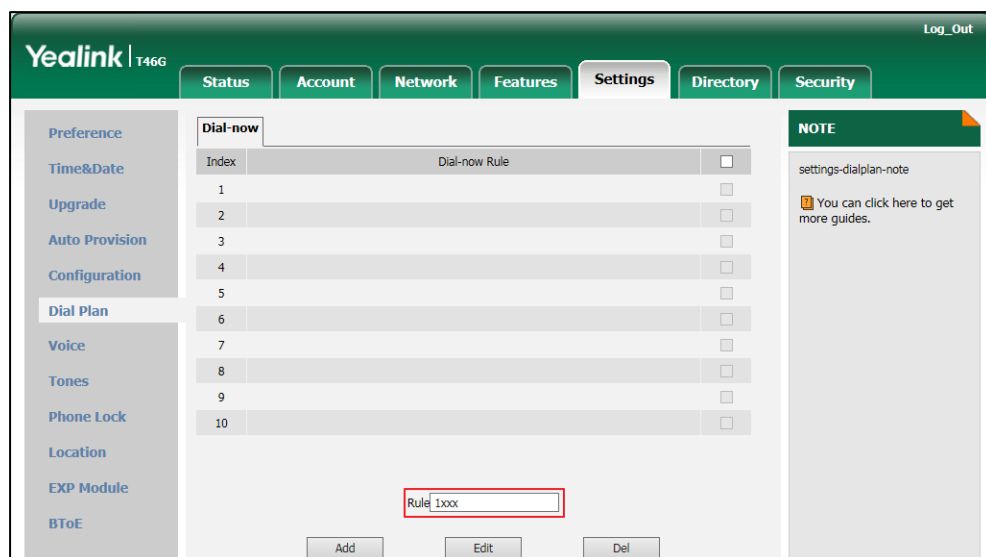 Log_Out
Yealink T46G
Status Account Network Features Settings Directory Security
Preference
Time&Date
Upgrade
Auto Provision
Configuration
Dial Plan
Voice
Tones
Phone Lock
Location
EXP Module
BToE
Dial-now
Index Dial-now Rule
1
2
3
4
5
6
7
8
9
10
Rule 1xxx
Add Edit Del
NOTE
settings-dialplan-note
You can click here to get
more guides.